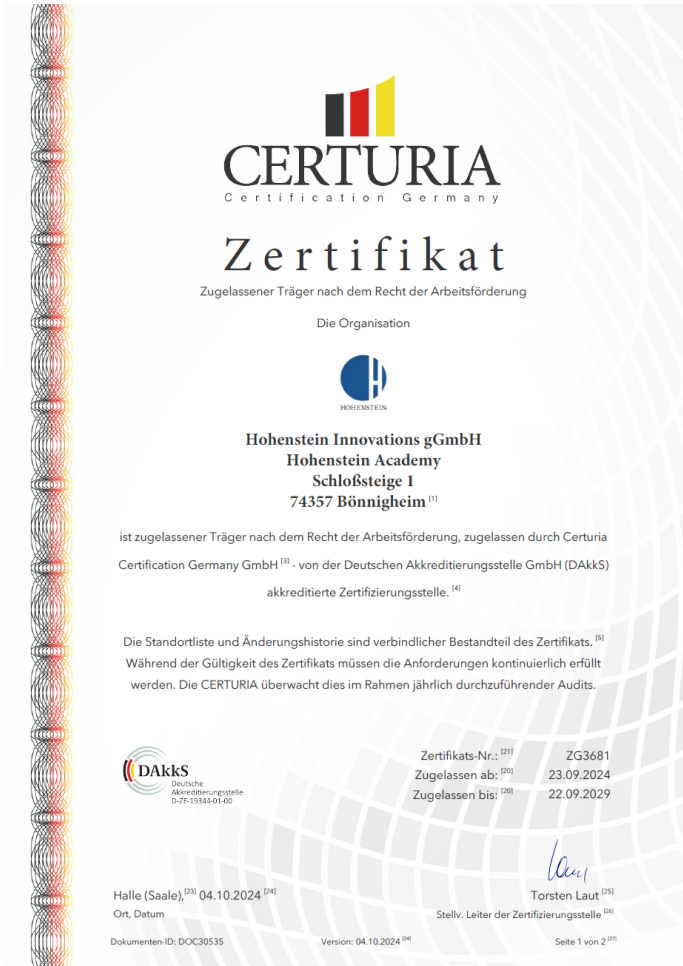 CERTURIA
Certification Germany
Zertifikat
Zugelassener Träger nach dem Recht der Arbeitsförderung
Die Organisation
HOHENSTEIN
Hohenstein Innovations gGmbH
Hohenstein Academy
Schloßsteige 1
74357 Bönnigheim [1]
ist zugelassener Träger nach dem Recht der Arbeitsförderung, zugelassen durch Certuria
Certification Germany GmbH [3] - von der Deutschen Akkreditierungsstelle GmbH (DAkkS)
akkreditierte Zertifizierungsstelle. [4]
Die Standortliste und Änderungshistorie sind verbindlicher Bestandteil des Zertifikats. [5]
Während der Gültigkeit des Zertifikats müssen die Anforderungen kontinuierlich erfüllt
werden. Die CERTURIA überwacht dies im Rahmen jährlich durchzuführender Audits.
DAkkS
Deutsche
Akkreditierungsstelle
D-ZE-19344-01-00
Zertifikats-Nr.: [21] ZG3681
Zugelassen ab: [20] 23.09.2024
Zugelassen bis: [20] 22.09.2029
Halle (Saale), [23] 04.10.2024 [24]
Ort, Datum
Torsten Laut [25]
Stellv. Leiter der Zertifizierungsstelle [26]
Dokumenten-ID: DOC30535 Version: 04.10.2024 [24] Seite 1 von 2 [27]